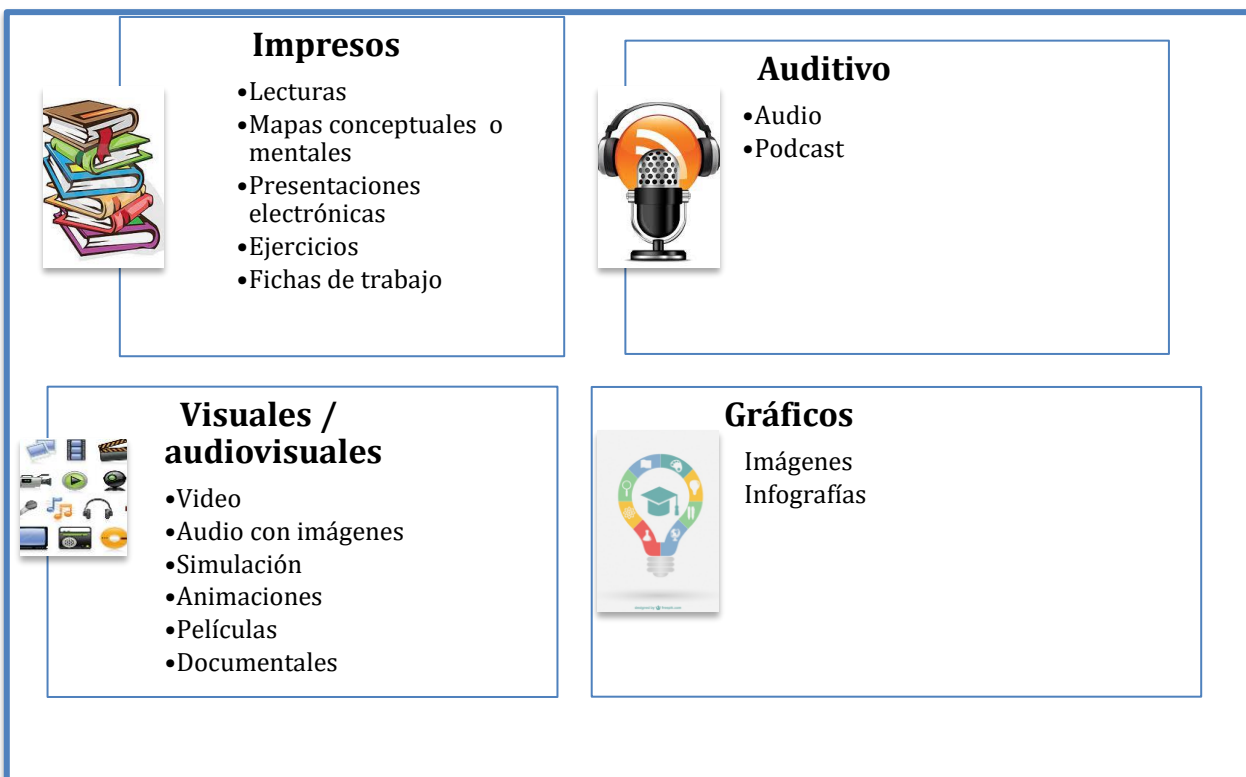 Impresos
•Lecturas
•Mapas conceptuales o
mentales
•Presentaciones
electrónicas
•Ejercicios
•Fichas de trabajo
Auditivo
•Audio
•Podcast
Visuales /
audiovisuales
•Video
•Audio con imágenes
•Simulación
•Animaciones
•Películas
•Documentales
Gráficos
Imágenes
Infografías